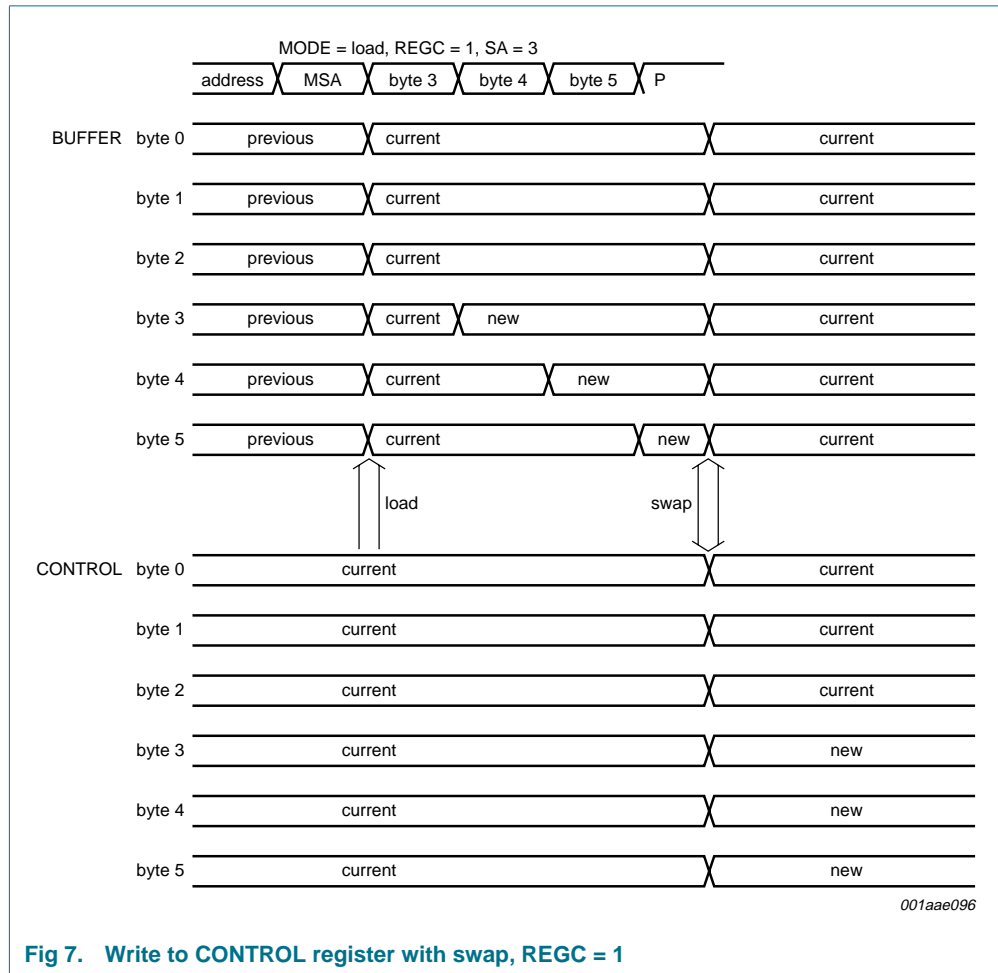 MODE = load, REGC = 1, SA = 3
address MSA byte 3 byte 4 byte 5 P
BUFFER byte 0 previous current current
byte 1 previous current current
byte 2 previous current current
byte 3 previous current new current
byte 4 previous current new current
byte 5 previous current new current
load swap
CONTROL byte 0 current current
byte 1 current current
byte 2 current current
byte 3 current new
byte 4 current new
byte 5 current new
001aae096
Fig 7. Write to CONTROL register with swap, REGC = 1